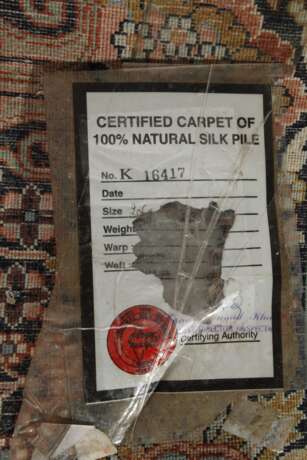 CERTIFIED CARPET OF
100% NATURAL SILK PILE
No. K 16417
Date
Size
Weight
Warp
Weft
Certifying Authority